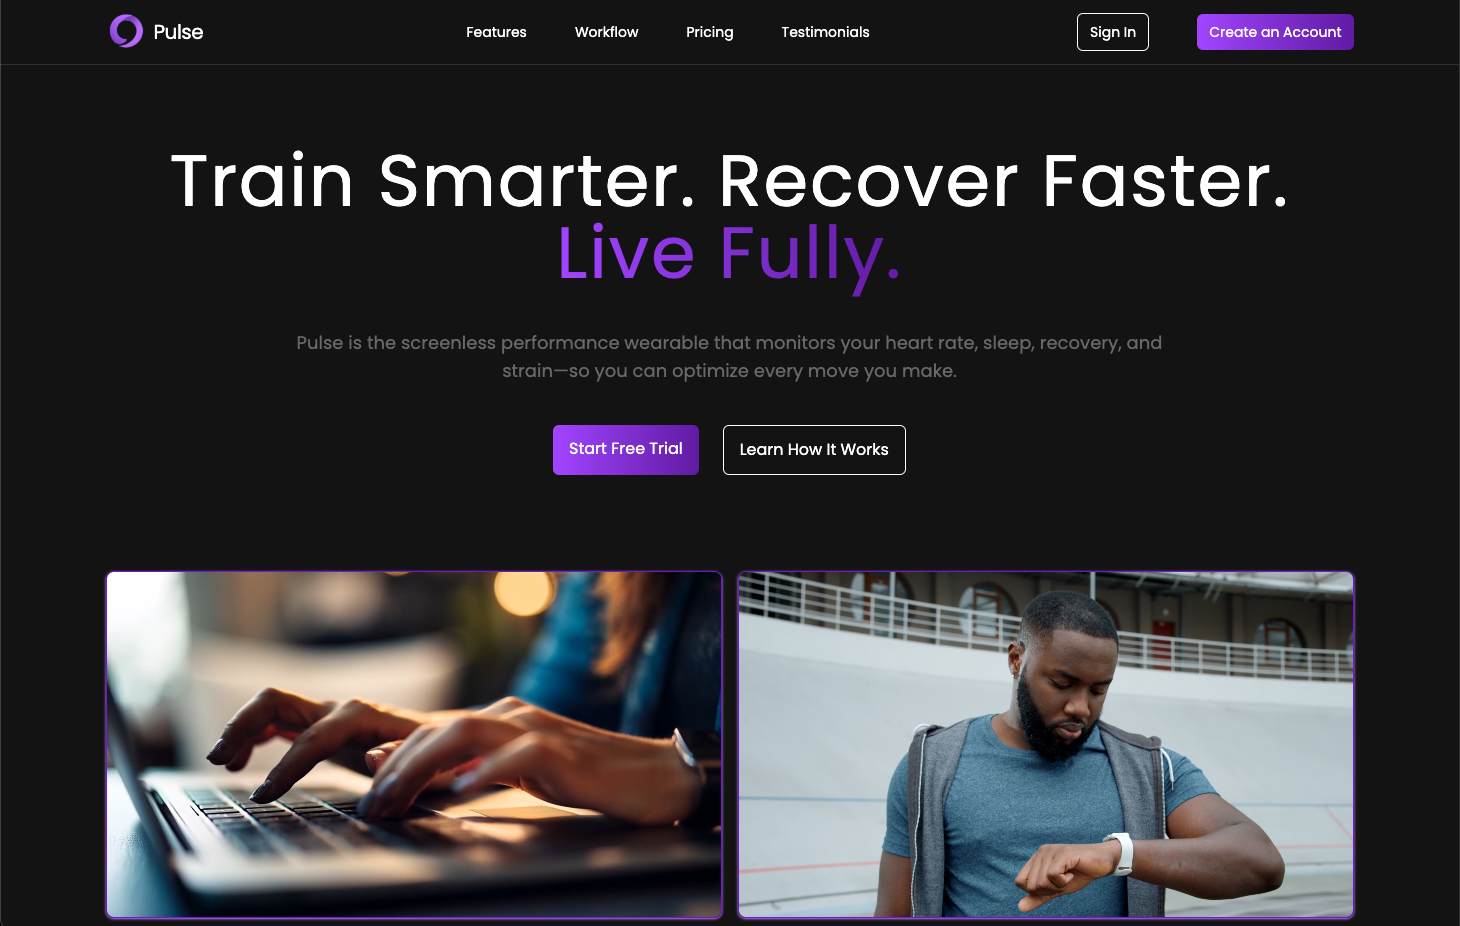 Pulse
Features
Workflow
Pricing
Testimonials
Sign In
Create an Account
Train Smarter. Recover Faster.
Live Fully.
Pulse is the screenless performance wearable that monitors your heart rate, sleep, recovery, and
strain—so you can optimize every move you make.
Start Free Trial
Learn How It Works